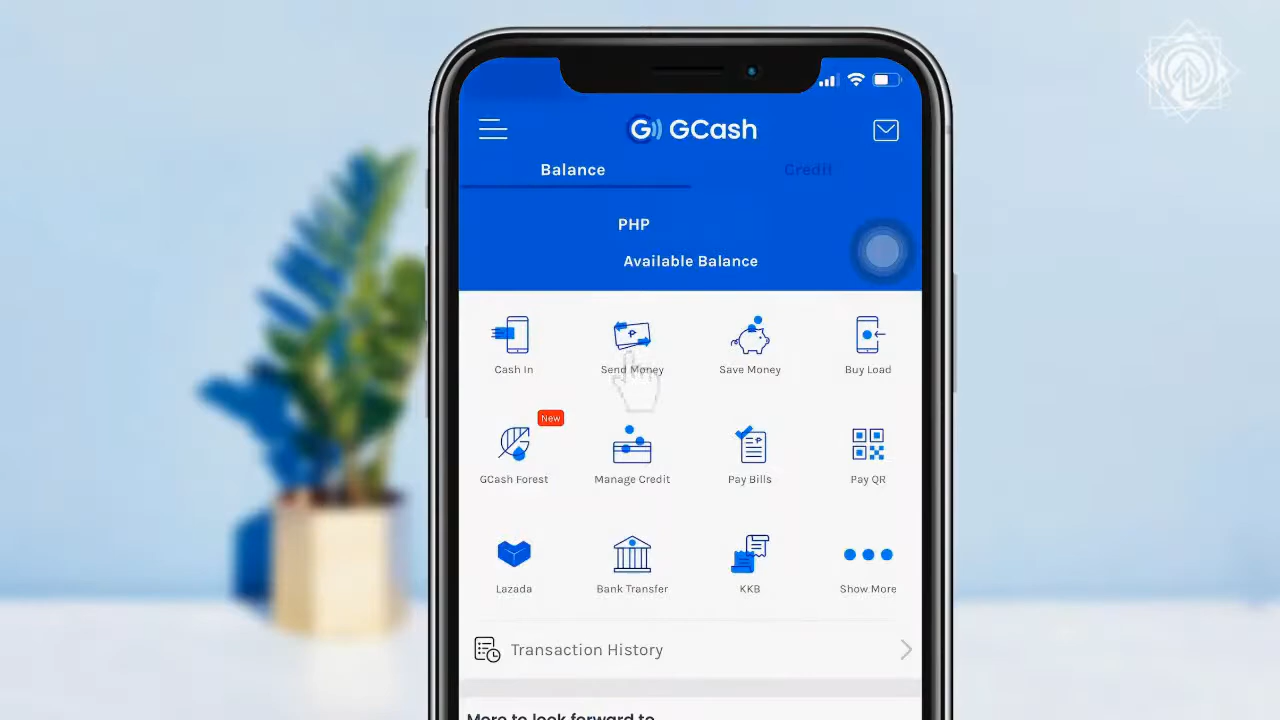 GCash
Balance
Credit
PHP
Available Balance
Cash In
Send Money
Save Money
Buy Load
New
GCash Forest
Manage Credit
Pay Bills
Pay QR
Lazada
Bank Transfer
KKB
Show More
Transaction History
More to look forward to